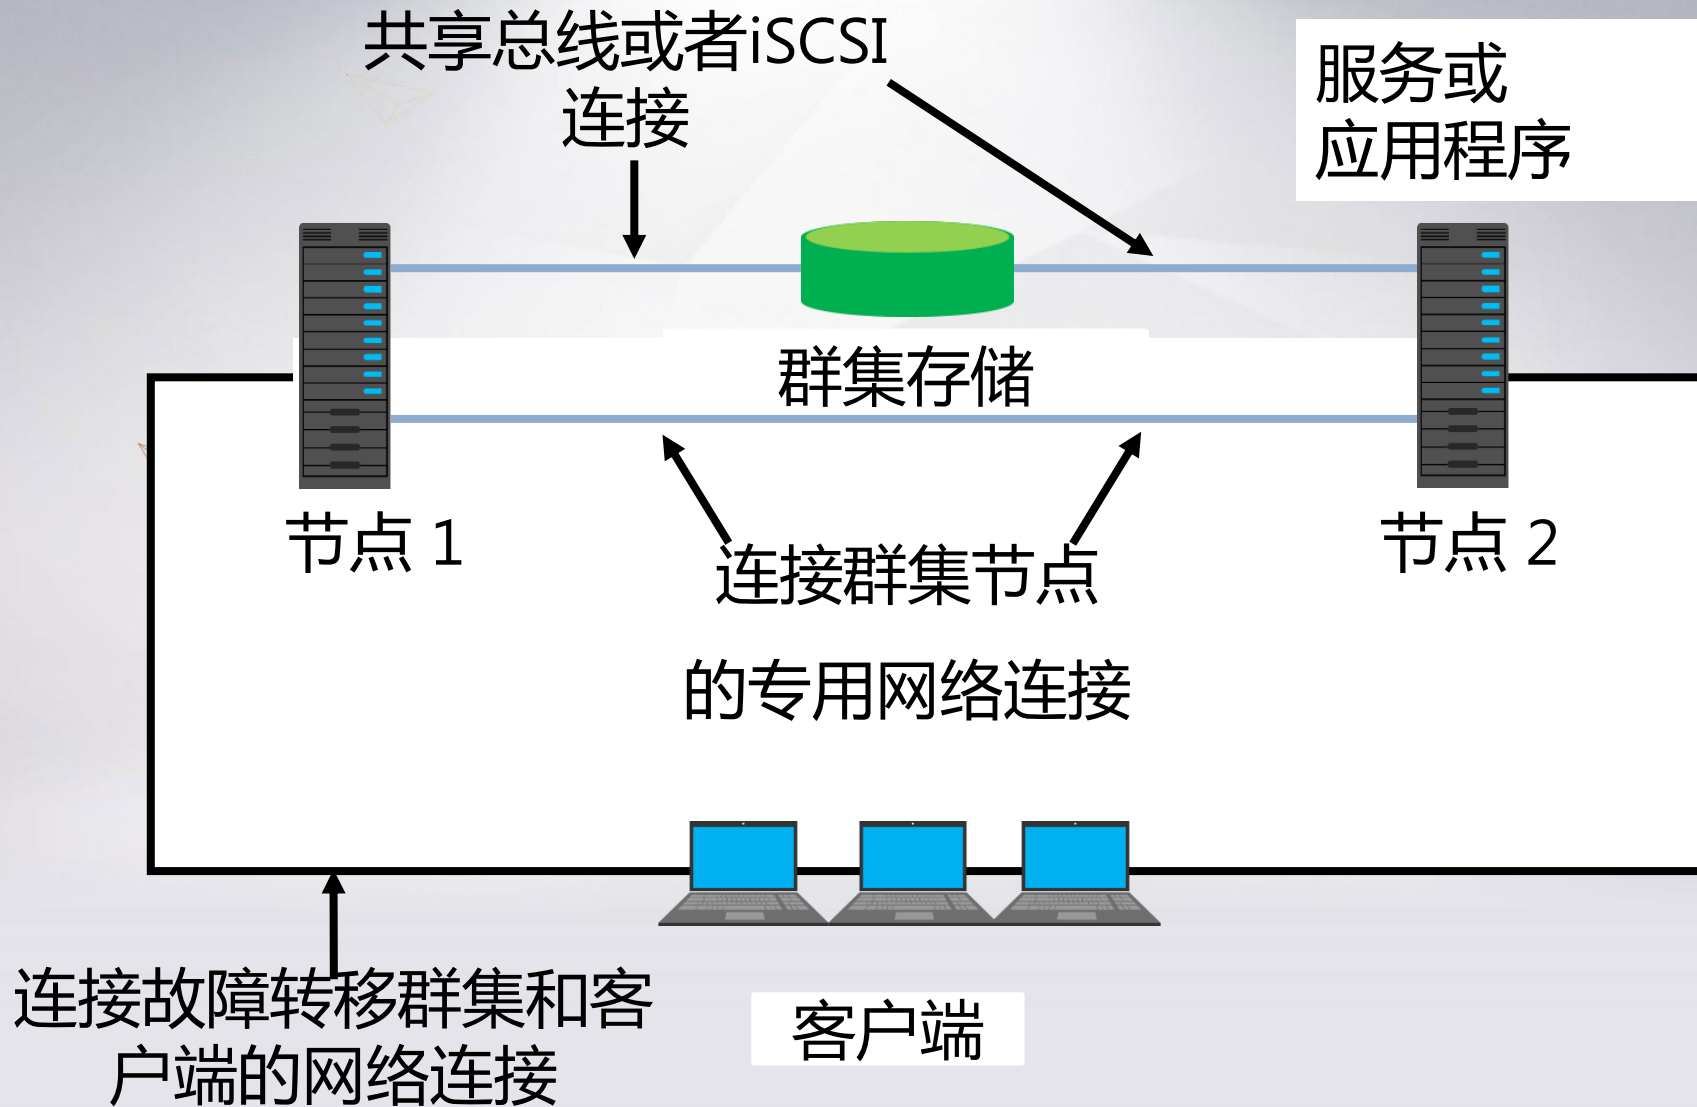 共享总线或者iSCSI
连接
服务或
应用程序
群集存储
节点 1
节点 2
连接群集节点
的专用网络连接
连接故障转移群集和客
户端的网络连接
客户端